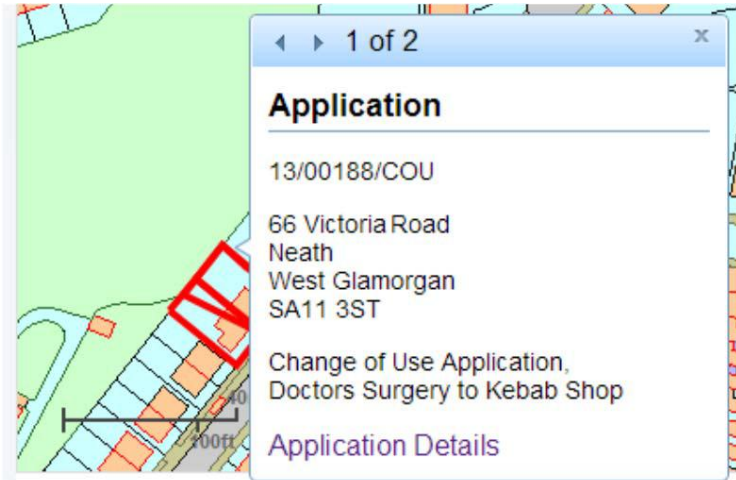 1 of 2
x
Application
13/00188/COU
66 Victoria Road
Neath
West Glamorgan
SA11 3ST
Change of Use Application,
Doctors Surgery to Kebab Shop
40
100ft
Application Details